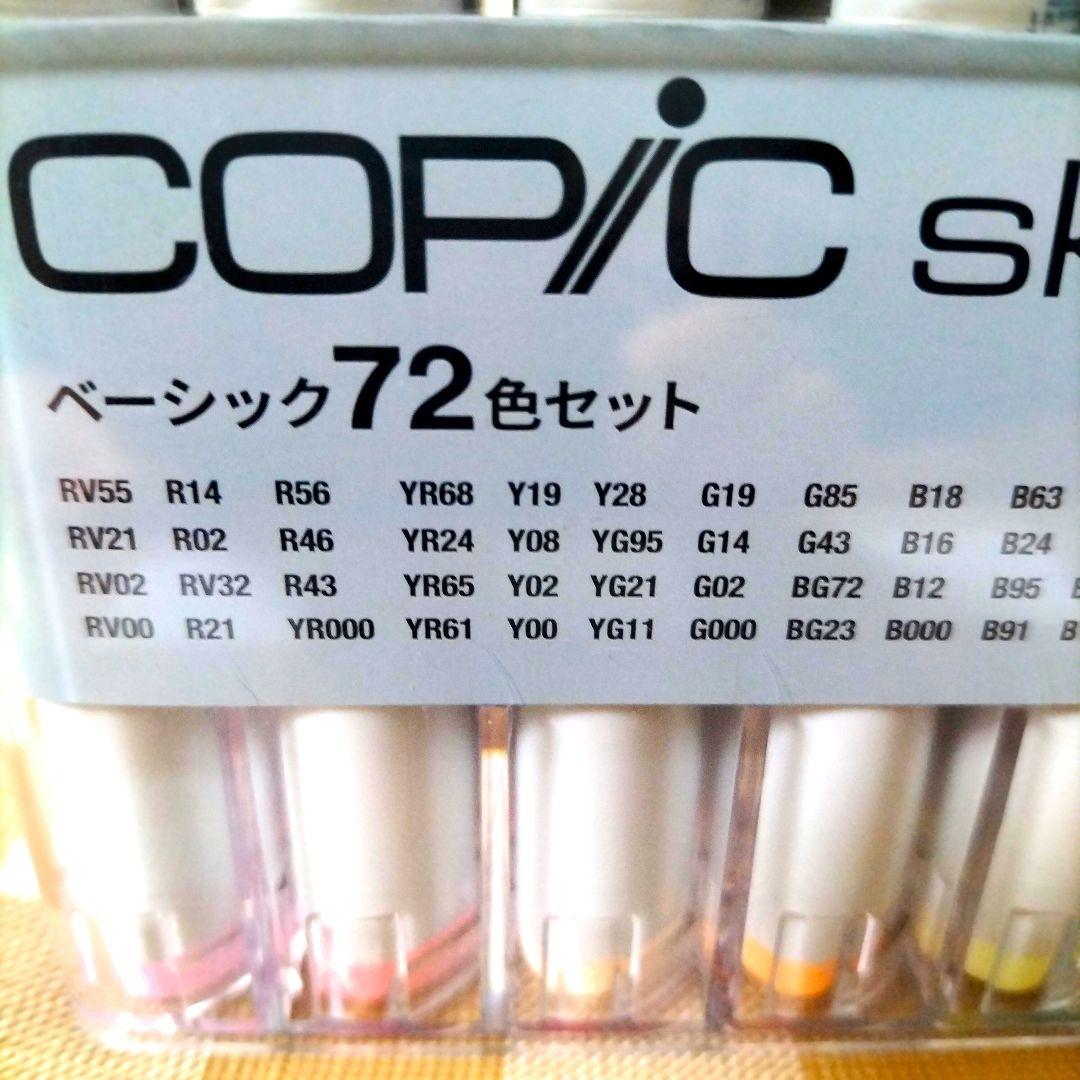 COPiC sk
ベーシック72色セット
RV55 R14 R56 YR68 Y19 Y28 G19 G85 B18 B63
RV21 R02 R46 YR24 Y08 YG95 G14 G43 B16 B24
RV02 RV32 R43 YR65 Y02 YG21 G02 BG72 B12 B95
RV00 R21 YR000 YR61 Y00 YG11 G000 BG23 B000 B91 B